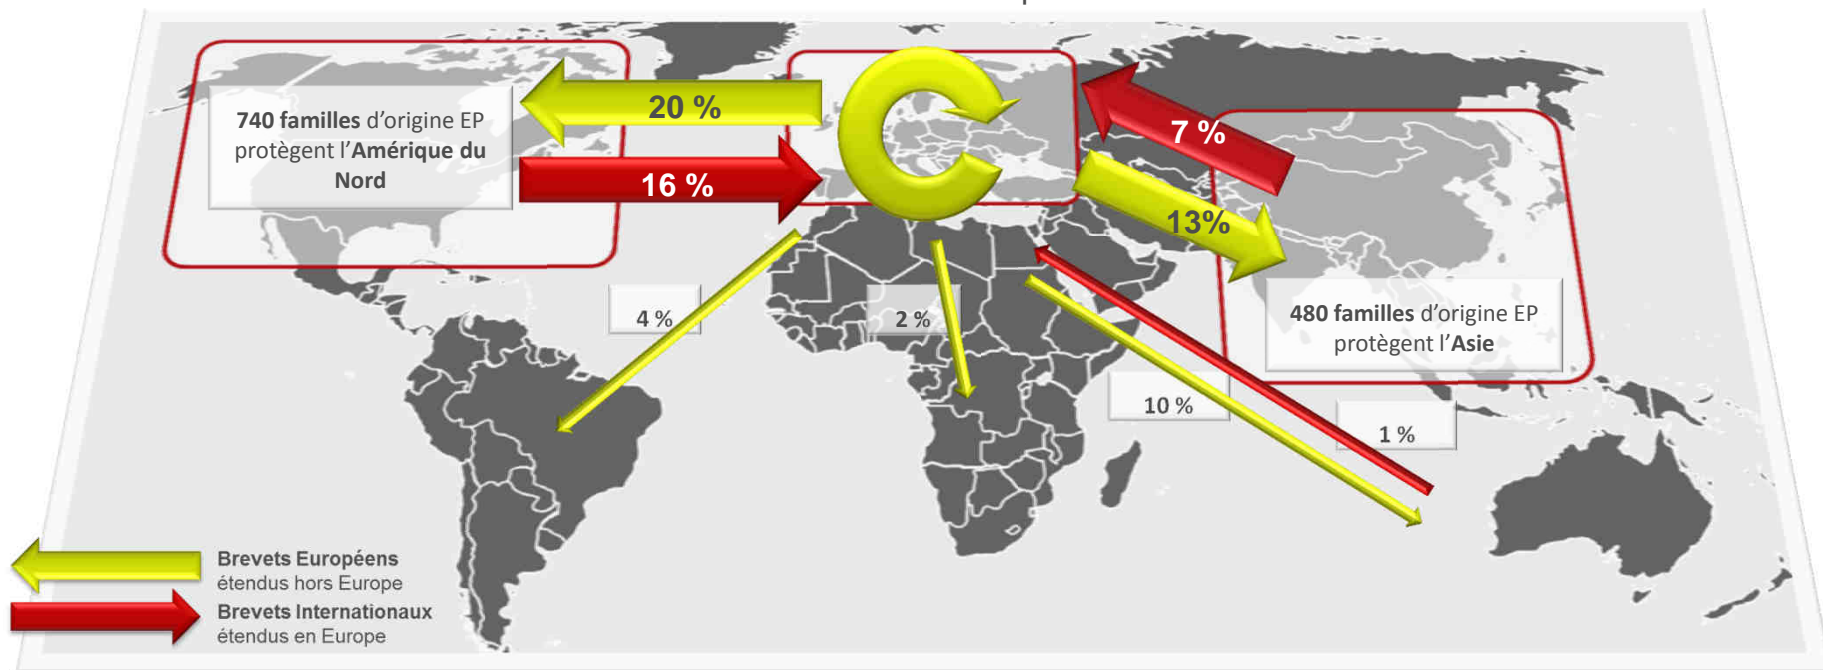 740 familles d’origine EP
protègent l’Amérique du
Nord
20 %
16 %
7 %
13%
480 familles d’origine EP
protègent l’Asie
4 %
2 %
10 %
1 %
Brevets Européens
étendus hors Europe
Brevets Internationaux
étendus en Europe